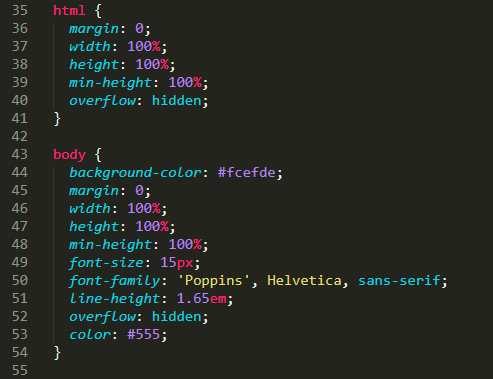 35 html {
36 margin: 0;
37 width: 100%;
38 height: 100%;
39 min-height: 100%;
40 overflow: hidden;
41 }
42
43 body {
44 background-color: #fcefde;
45 margin: 0;
46 width: 100%;
47 height: 100%;
48 min-height: 100%;
49 font-size: 15px;
50 font-family: 'Poppins', Helvetica, sans-serif;
51 line-height: 1.65em;
52 overflow: hidden;
53 color: #555;
54 }
55